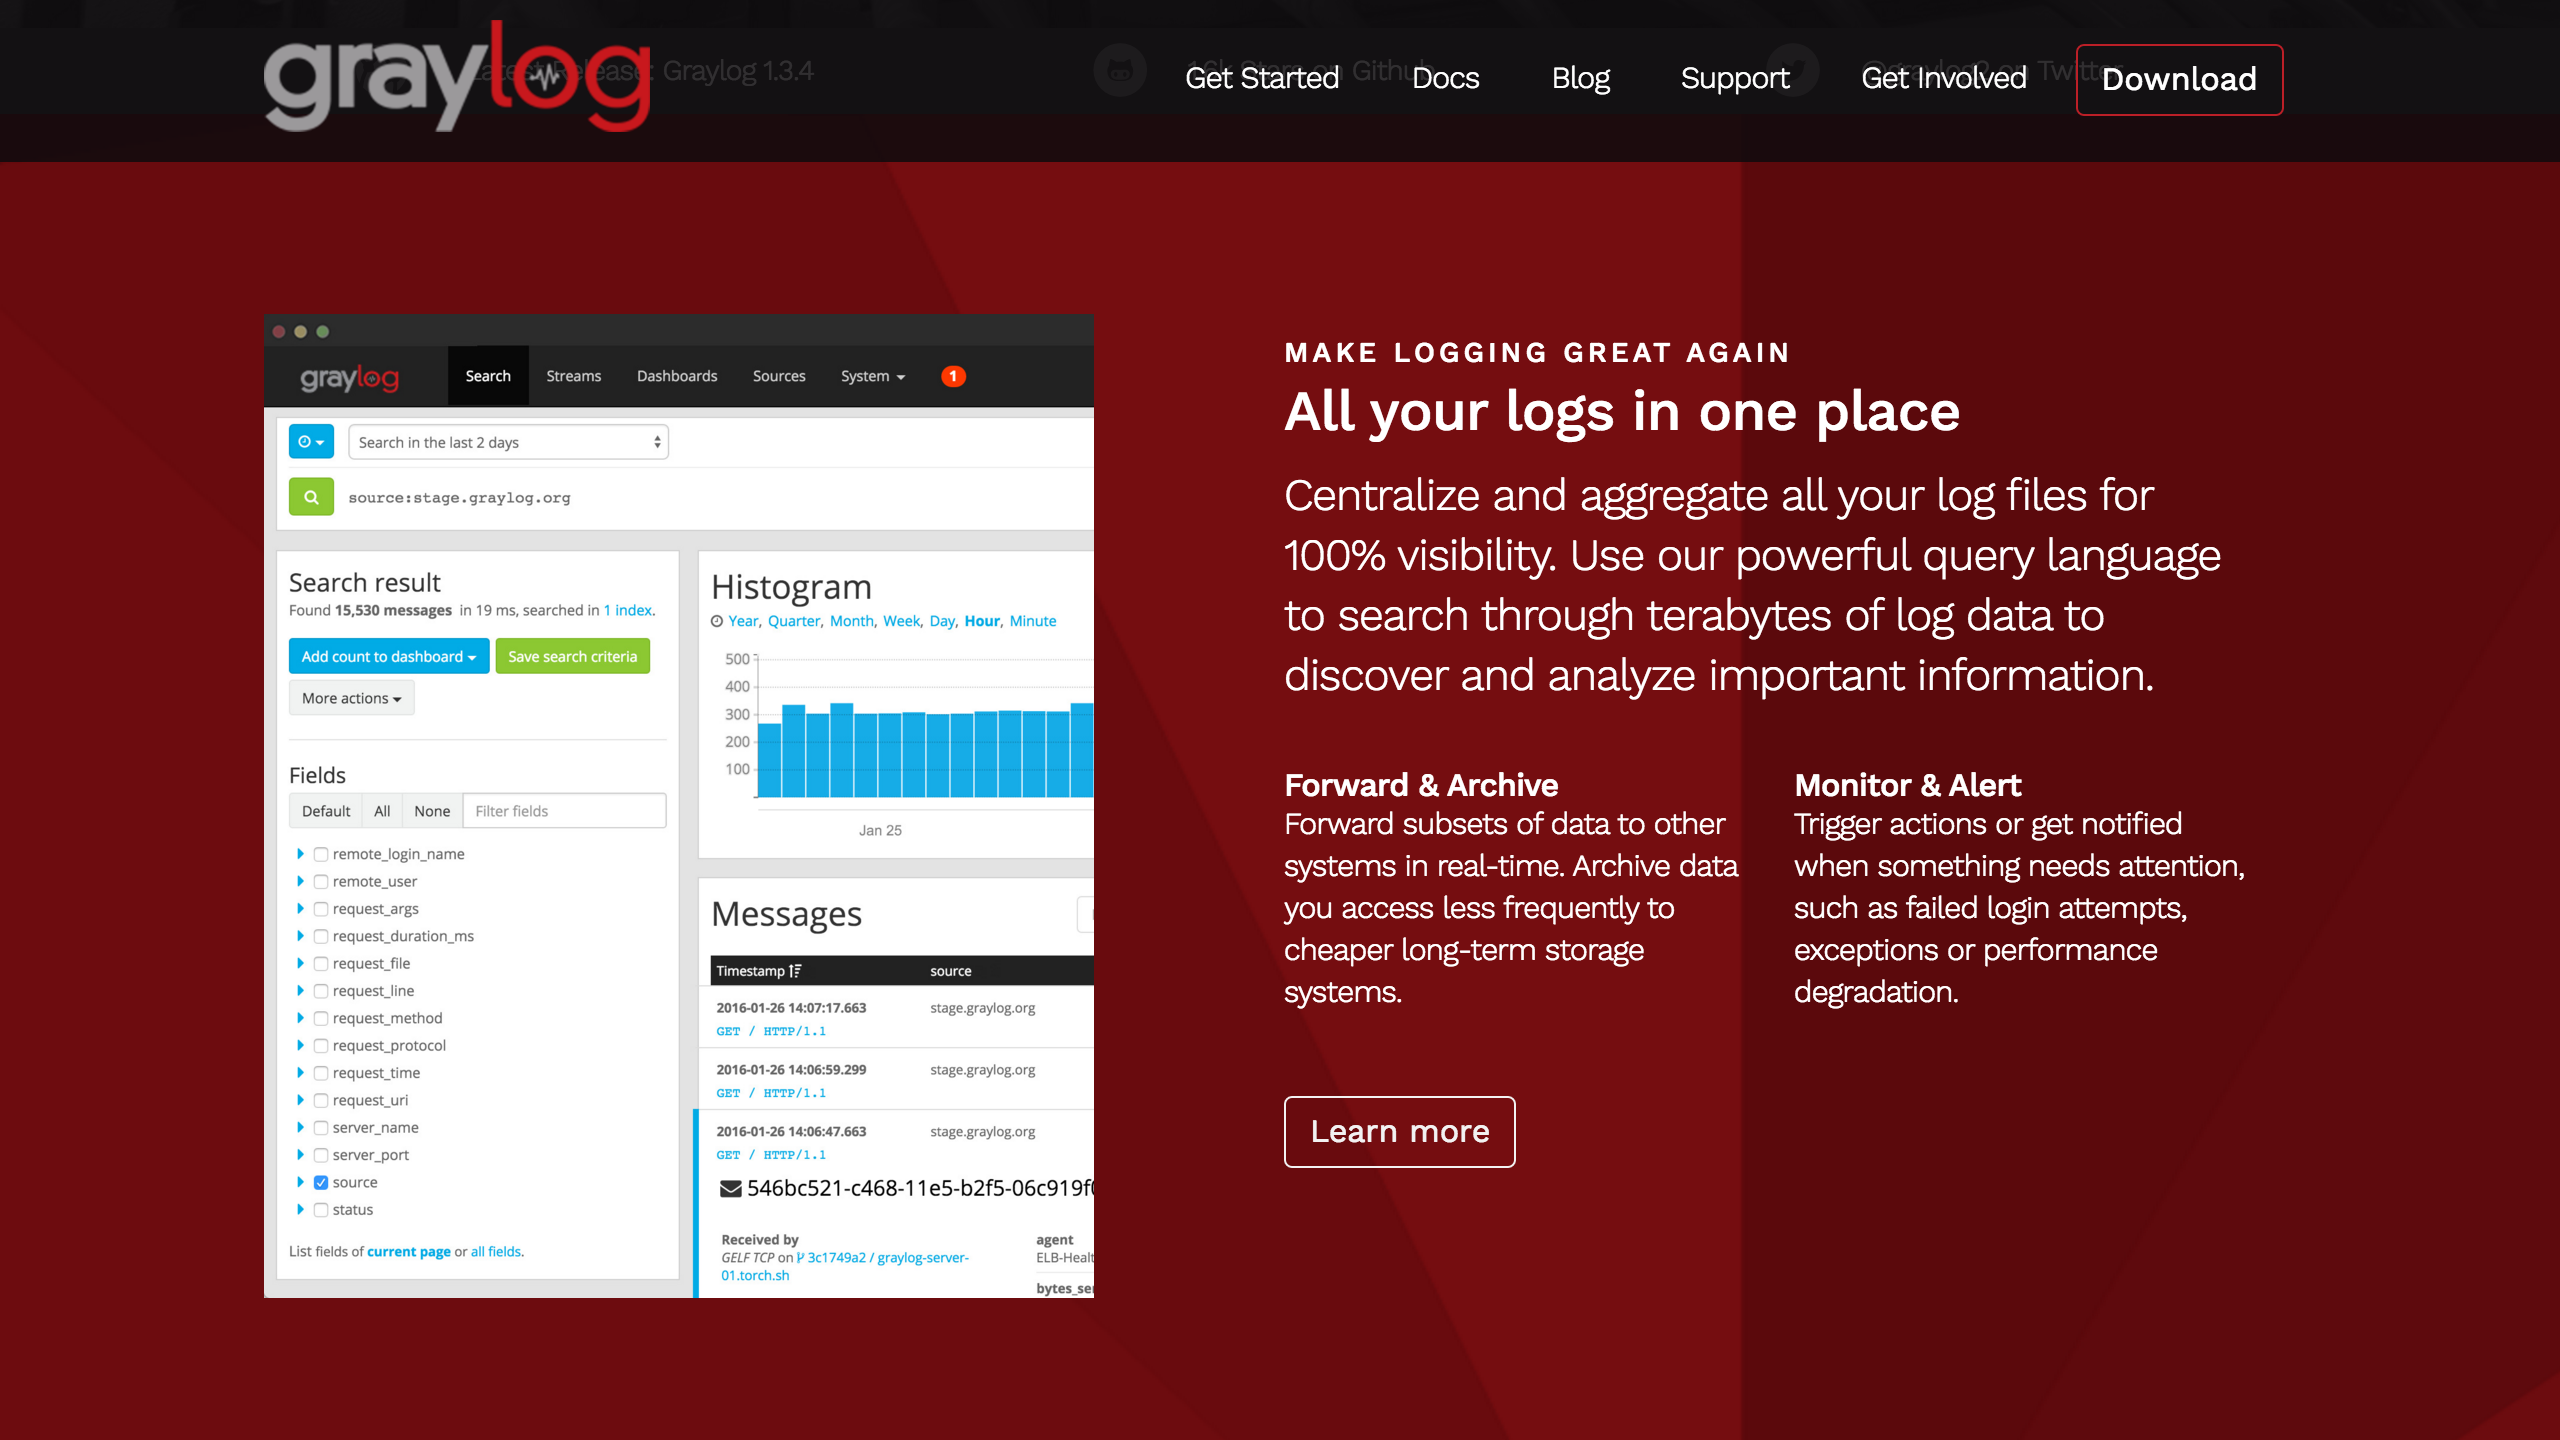 graylog
Latest Release: Graylog 1.3.4
1.6k Stars on Github
@graylog2 on Twitter
Get Started
Docs
Blog
Support
Get Involved
Download
graylog
Search
Streams
Dashboards
Sources
System
1
Search in the last 2 days
source:stage.graylog.org
Search result
Found 15,530 messages in 19 ms, searched in 1 index.
Add count to dashboard
Save search criteria
More actions
Fields
Default
All
None
Filter fields
remote_login_name
remote_user
request_args
request_duration_ms
request_file
request_line
request_method
request_protocol
request_time
request_uri
server_name
server_port
source
status
List fields of current page or all fields.
Histogram
Year, Quarter, Month, Week, Day, Hour, Minute
500
400
300
200
100
Jan 25
Messages
Timestamp
source
2016-01-26 14:07:17.663
stage.graylog.org
GET / HTTP/1.1
2016-01-26 14:06:59.299
stage.graylog.org
GET / HTTP/1.1
2016-01-26 14:06:47.663
stage.graylog.org
GET / HTTP/1.1
546bc521-c468-11e5-b2f5-06c919f
Received by
GELF TCP on 3c1749a2 / graylog-server-
01.torch.sh
agent
ELB-Healt
bytes_se
MAKE LOGGING GREAT AGAIN
All your logs in one place
Centralize and aggregate all your log files for
100% visibility. Use our powerful query language
to search through terabytes of log data to
discover and analyze important information.
Forward & Archive
Forward subsets of data to other
systems in real-time. Archive data
you access less frequently to
cheaper long-term storage
systems.
Monitor & Alert
Trigger actions or get notified
when something needs attention,
such as failed login attempts,
exceptions or performance
degradation.
Learn more